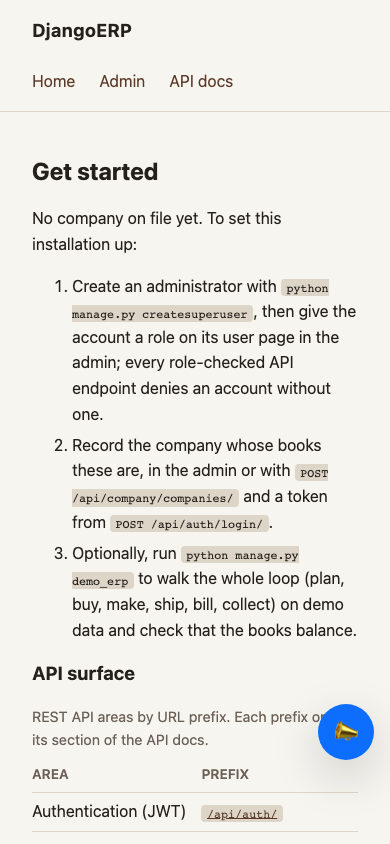 DjangoERP
Home Admin API docs
Get started
No company on file yet. To set this
installation up:
1. Create an administrator with python
manage.py createsuperuser, then give the
account a role on its user page in the
admin; every role-checked API
endpoint denies an account without
one.
2. Record the company whose books
these are, in the admin or with POST
/api/company/companies/ and a token
from POST /api/auth/login/.
3. Optionally, run python manage.py
demo_erp to walk the whole loop (plan,
buy, make, ship, bill, collect) on demo
data and check that the books balance.
API surface
REST API areas by URL prefix. Each prefix
its section of the API docs.
AREA PREFIX
Authentication (JWT) /api/auth/